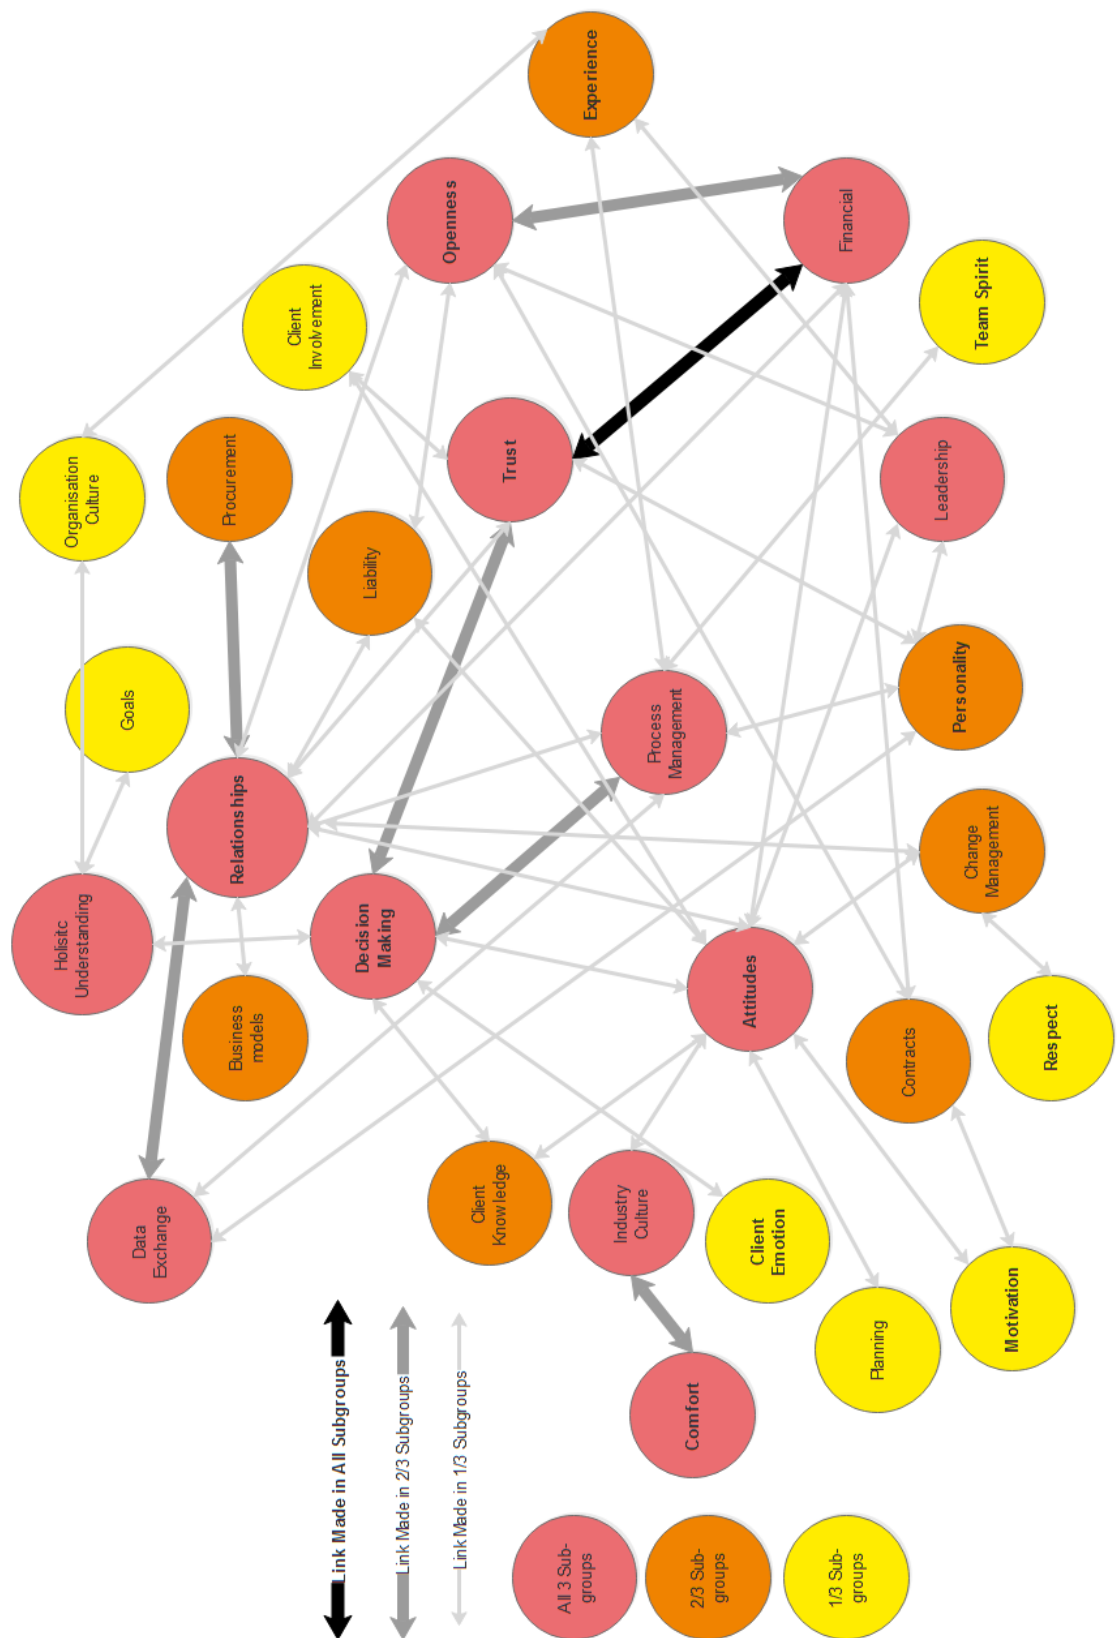 Experience
Openness
Financial
Client
Involvement
Team Spirit
Organisation
Culture
Procurement
Trust
Leadership
Liability
Goals
Personality
Process
Management
Relationships
Change
Management
Holisitc
Understanding
Decision
Making
Attitudes
Business
models
Contracts
Respect
Data
Exchange
Client
Knowledge
Industry
Culture
Client
Emotion
Planning
Motivation
Comfort
Link Made in All Subgroups
Link Made in 2/3 Subgroups
Link Made in 1/3 Subgroups
All 3 Sub-
groups
2/3 Sub-
groups
1/3 Sub-
groups